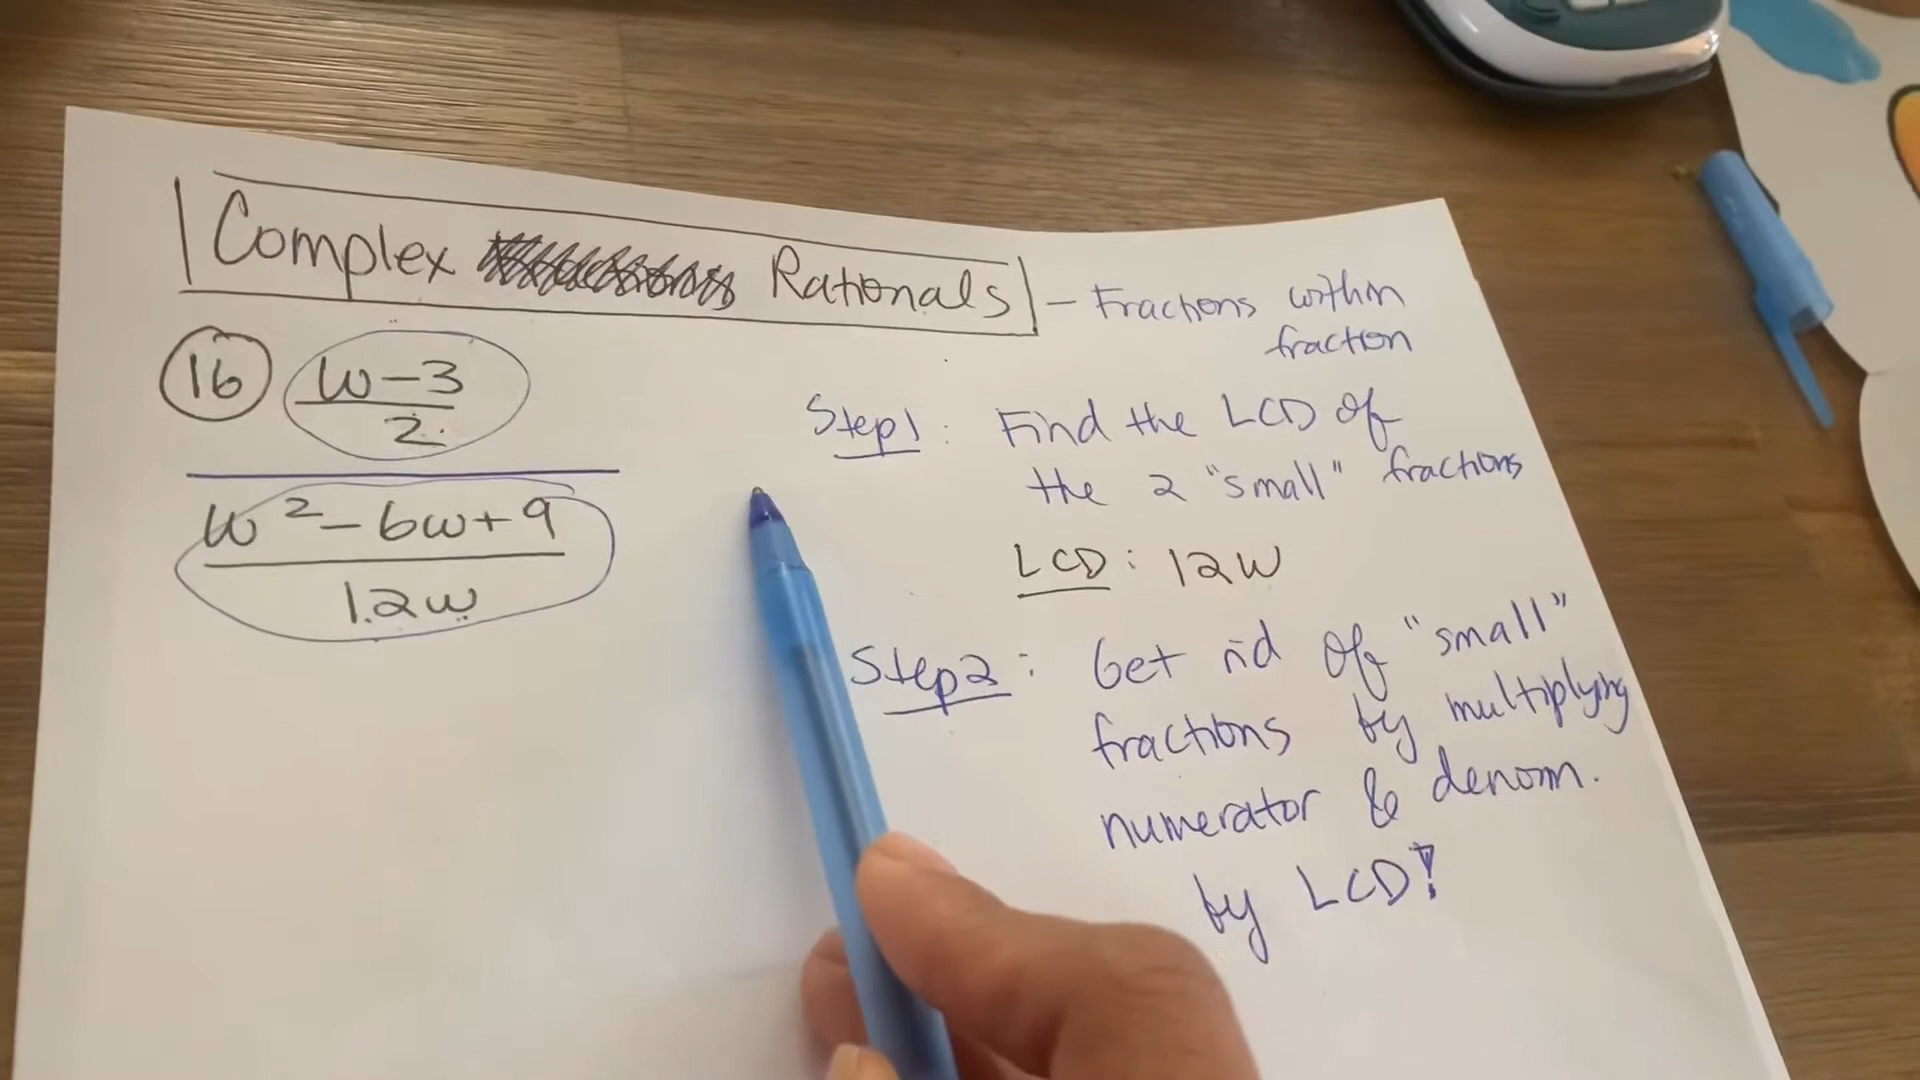 Complex Rationals - Fractions within
fraction
16
w-3
2
w²-6w+9
12w
Step1: Find the LCD of
the 2 "small" fractions
LCD: 12w
Step2: Get rid of "small"
fractions by multiplying
numerator & denom.
by LCD!